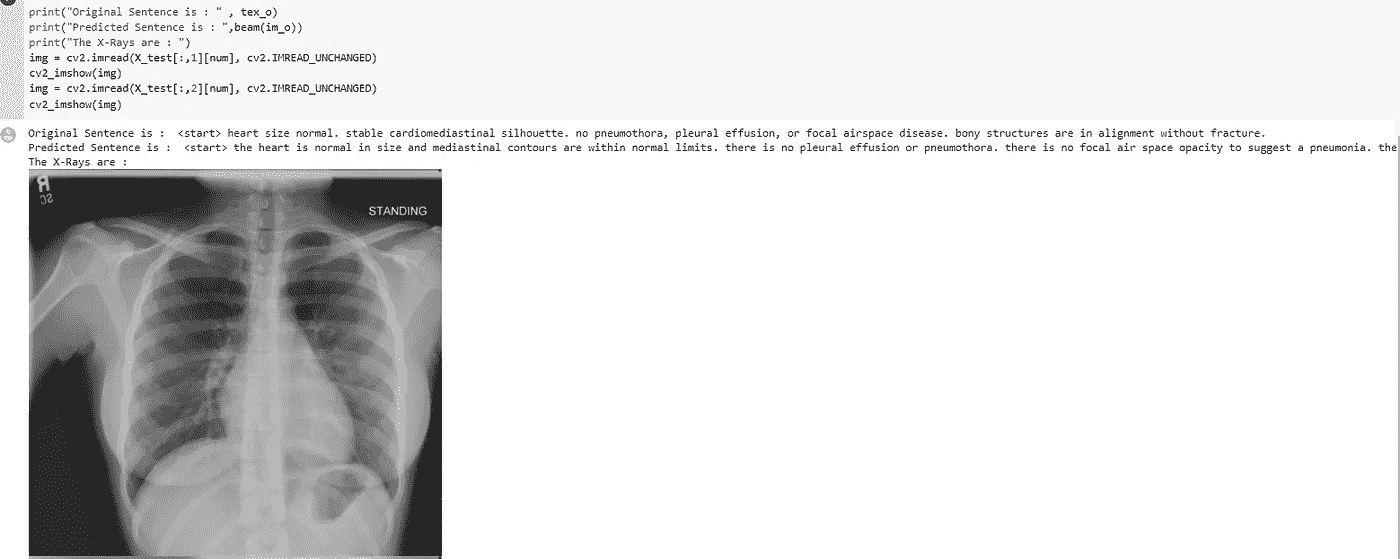 print("Original Sentence is : " , tex_o)
print("Predicted Sentence is : ",beam(im_o))
print("The X-Rays are : ")
img = cv2.imread(X_test[:,1][num], cv2.IMREAD_UNCHANGED)
cv2_imshow(img)
img = cv2.imread(X_test[:,2][num], cv2.IMREAD_UNCHANGED)
cv2_imshow(img)
Original Sentence is :  <start> heart size normal. stable cardiomediastinal silhouette. no pneumothora, pleural effusion, or focal airspace disease. bony structures are in alignment without fracture.
Predicted Sentence is :  <start> the heart is normal in size and mediastinal contours are within normal limits. there is no pleural effusion or pneumothora. there is no focal air space opacity to suggest a pneumonia. the
The X-Rays are :
R
SC
STANDING